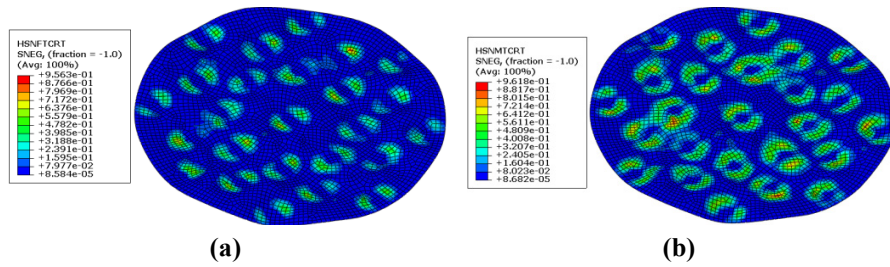 HSNFTCRT
SNEG, (fraction = -1.0)
(Avg: 100%)
+9.563e-01
+8.766e-01
+7.969e-01
+7.172e-01
+6.376e-01
+5.579e-01
+4.782e-01
+3.985e-01
+3.188e-01
+2.391e-01
+1.595e-01
+7.977e-02
+8.584e-05
(a)
HSNMTCRT
SNEG, (fraction = -1.0)
(Avg: 100%)
+9.618e-01
+8.817e-01
+8.015e-01
+7.214e-01
+6.412e-01
+5.611e-01
+4.809e-01
+4.008e-01
+3.207e-01
+2.405e-01
+1.604e-01
+8.023e-02
+8.682e-05
(b)